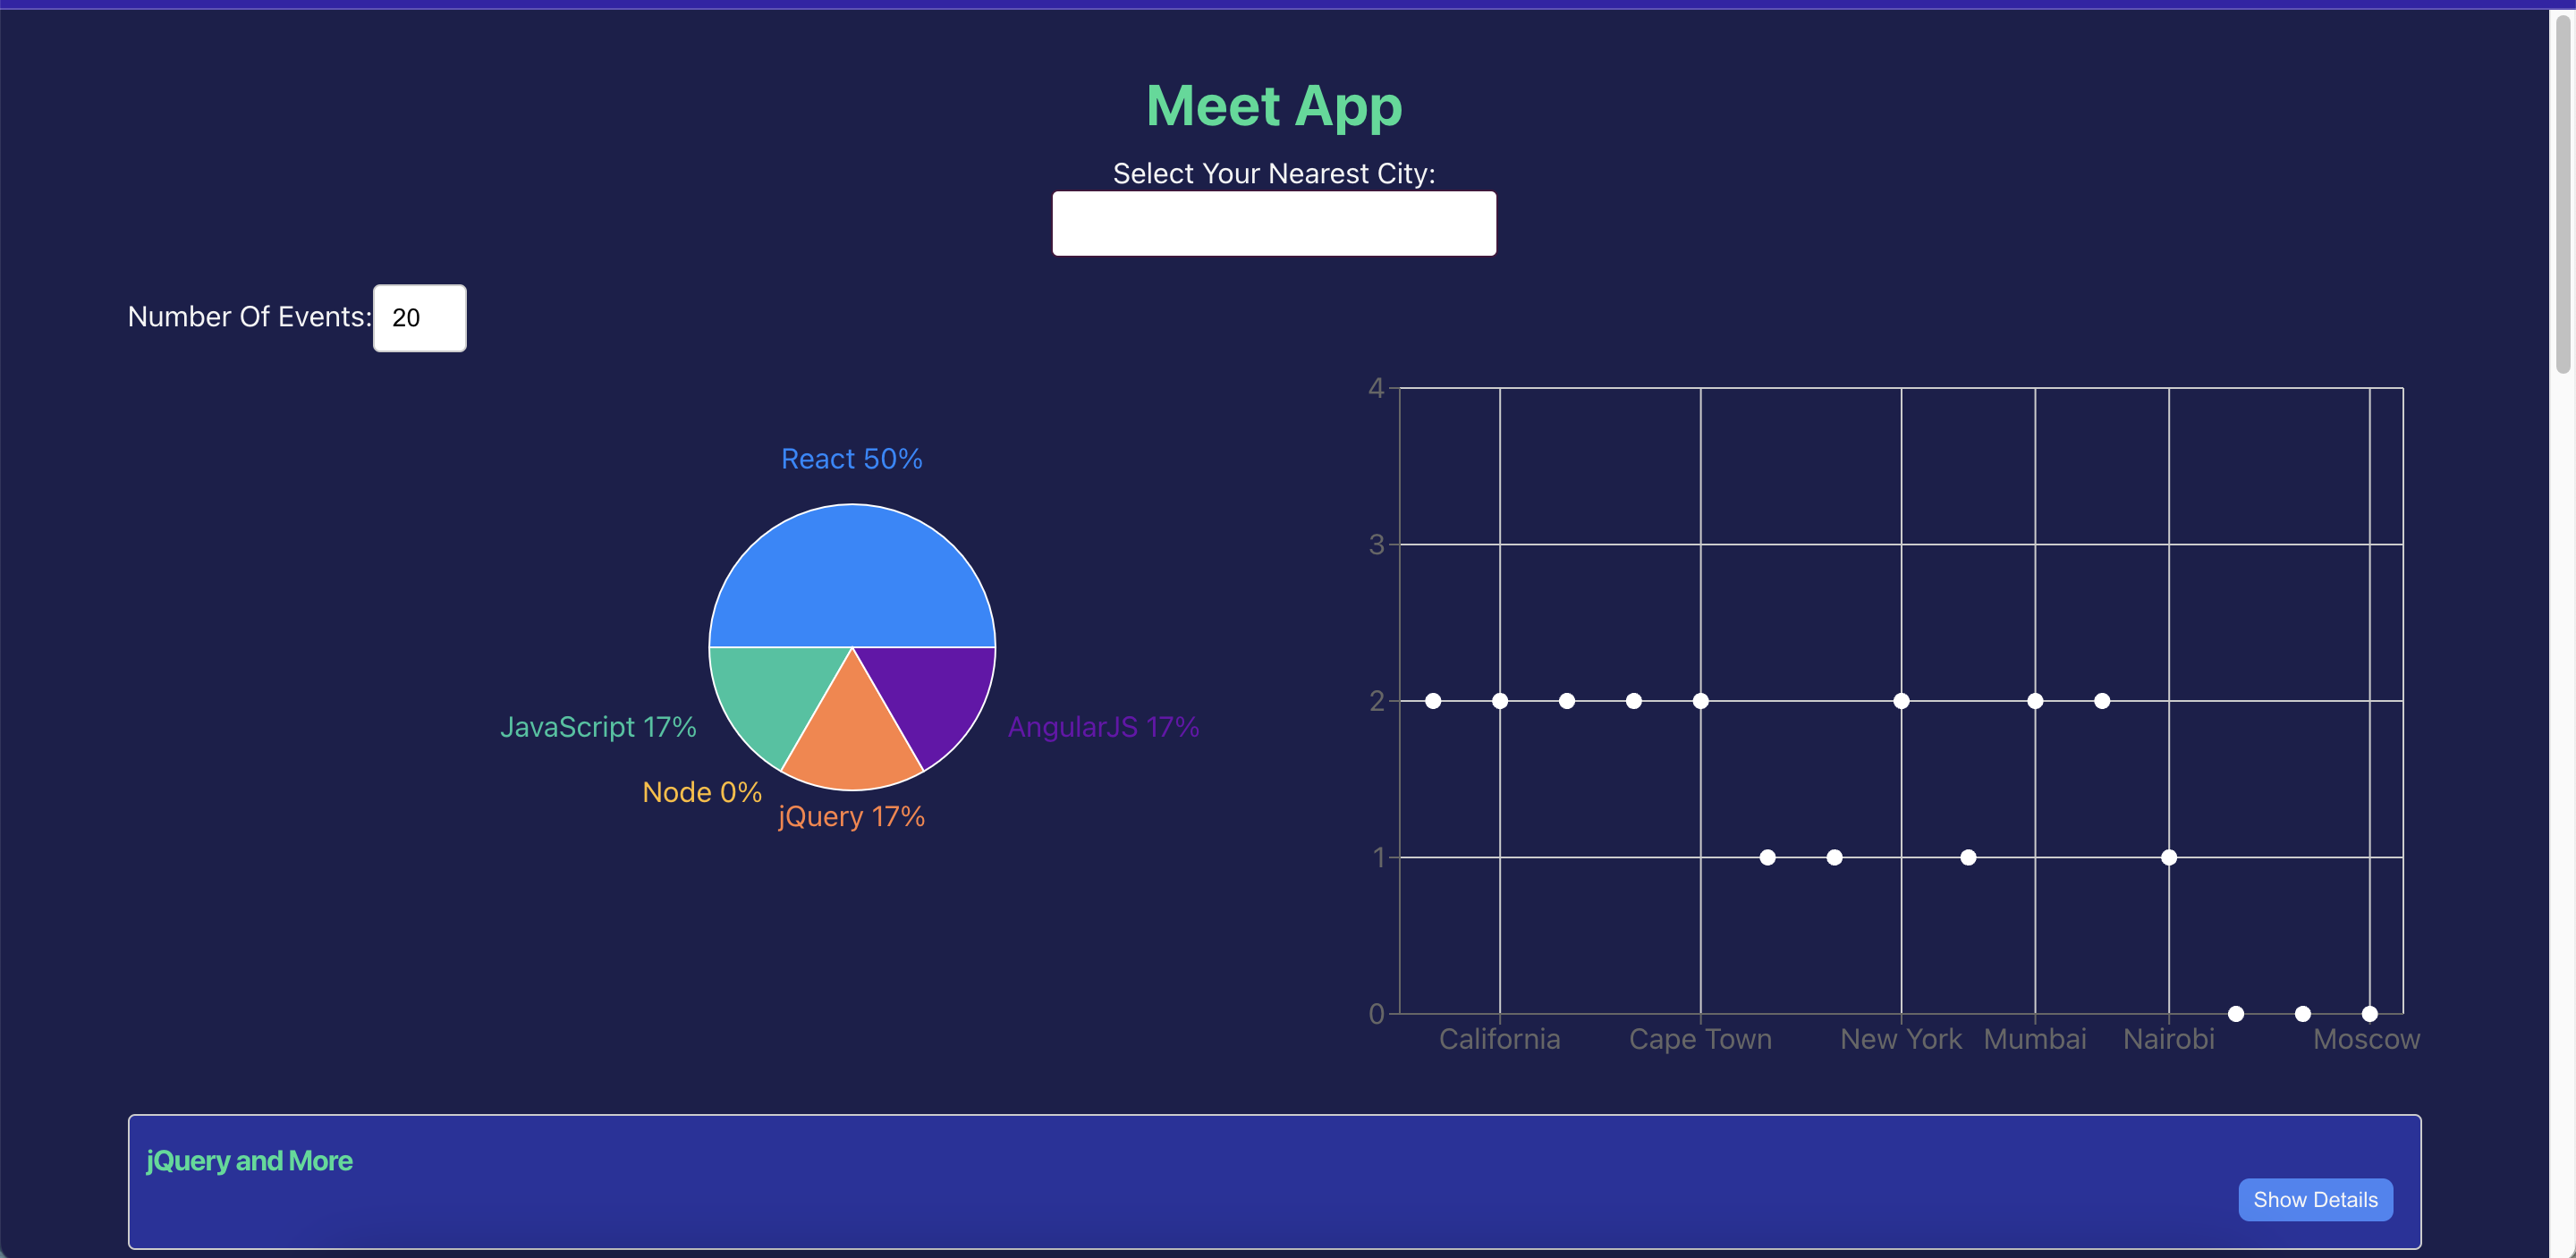 Meet App
Select Your Nearest City:
Number Of Events: 20
React 50%
JavaScript 17%
AngularJS 17%
Node 0%
jQuery 17%
4
3
2
1
0
California Cape Town New York Mumbai Nairobi Moscow
jQuery and More
Show Details